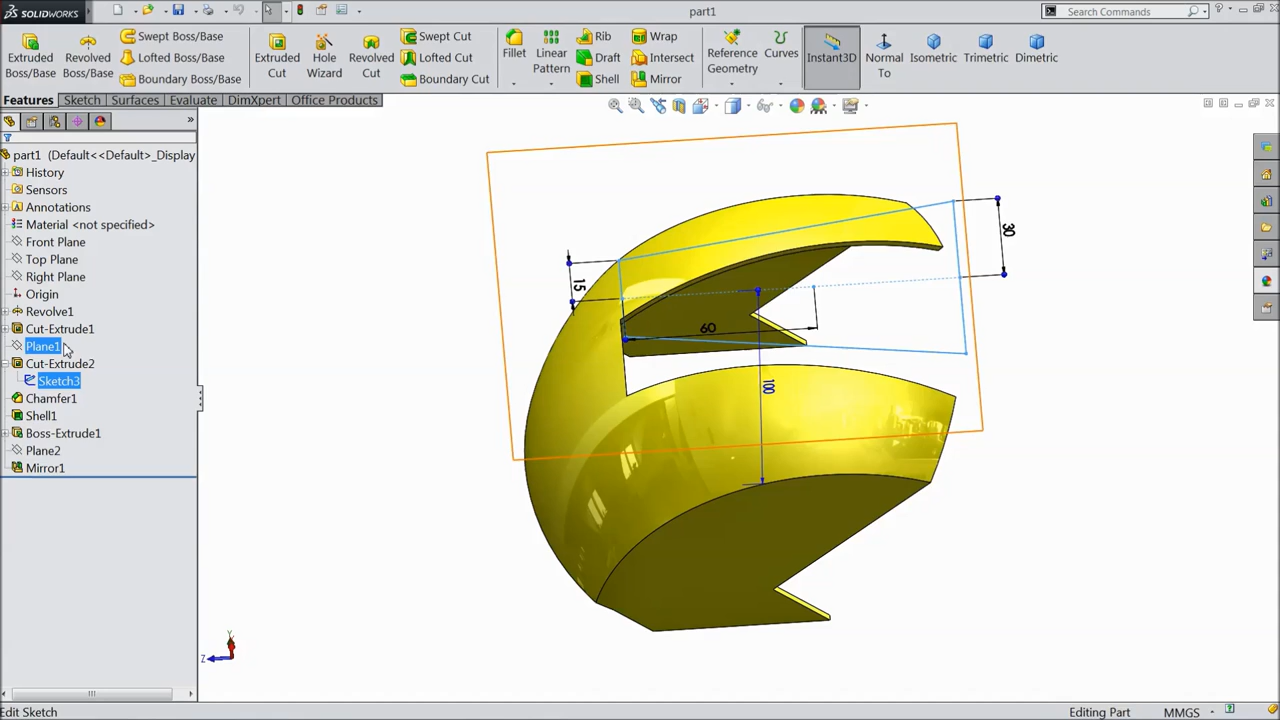 SOLIDWORKS
part1
Search Commands
Extruded Boss/Base
Revolved Boss/Base
Swept Boss/Base
Lofted Boss/Base
Boundary Boss/Base
Extruded Cut
Hole Wizard
Revolved Cut
Swept Cut
Lofted Cut
Boundary Cut
Fillet
Linear Pattern
Rib
Draft
Shell
Wrap
Intersect
Mirror
Reference Geometry
Curves
Instant3D
Normal To
Isometric
Trimetric
Dimetric
Features
Sketch
Surfaces
Evaluate
DimXpert
Office Products
part1 (Default<<Default>_Display
History
Sensors
Annotations
Material <not specified>
Front Plane
Top Plane
Right Plane
Origin
Revolve1
Cut-Extrude1
Plane1
Cut-Extrude2
Sketch3
Chamfer1
Shell1
Boss-Extrude1
Plane2
Mirror1
15
30
60
100
Y
Z
Edit Sketch
Editing Part
MMGS